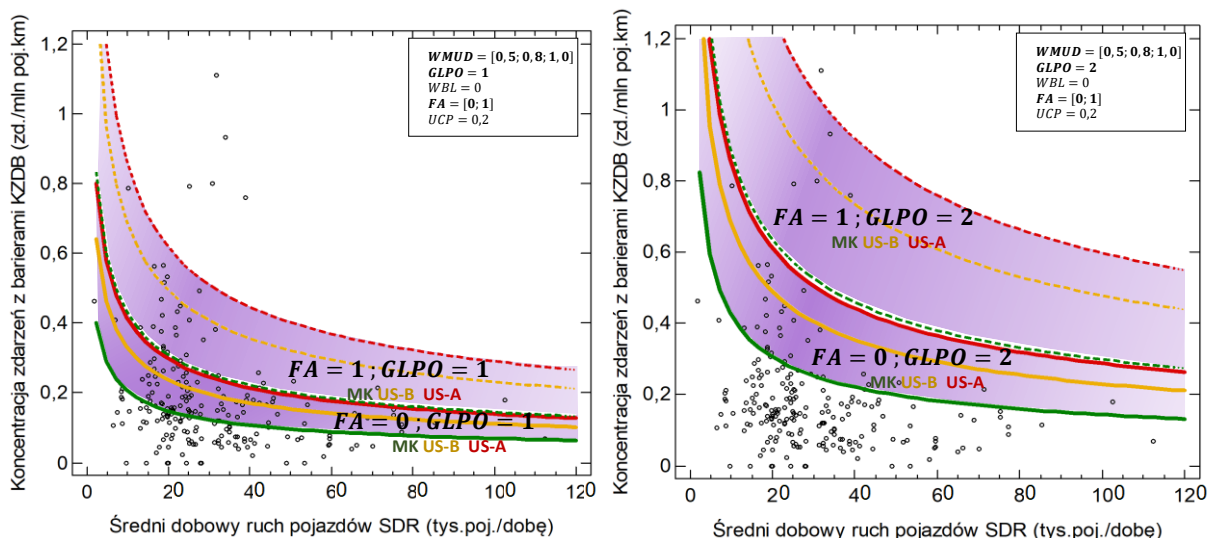 Koncentracja zdarzeń z barierami KZDB (zd./mln poj.km)
1,2
1
0,8
0,6
0,4
0,2
0
WMUD = [0,5; 0,8; 1,0]
GLPO = 1
WBL = 0
FA = [0; 1]
UCP = 0,2
FA = 1 ; GLPO = 1
MK US-B US-A
FA = 0 ; GLPO = 1
MK US-B US-A
0 20 40 60 80 100 120
Średni dobowy ruch pojazdów SDR (tys.poj./dobę)
Koncentracja zdarzeń z barierami KZDB (zd./mln poj.km)
1,2
1
0,8
0,6
0,4
0,2
0
WMUD = [0,5; 0,8; 1,0]
GLPO = 2
WBL = 0
FA = [0; 1]
UCP = 0,2
FA = 1 ; GLPO = 2
MK US-B US-A
FA = 0 ; GLPO = 2
MK US-B US-A
0 20 40 60 80 100 120
Średni dobowy ruch pojazdów SDR (tys.poj./dobę)